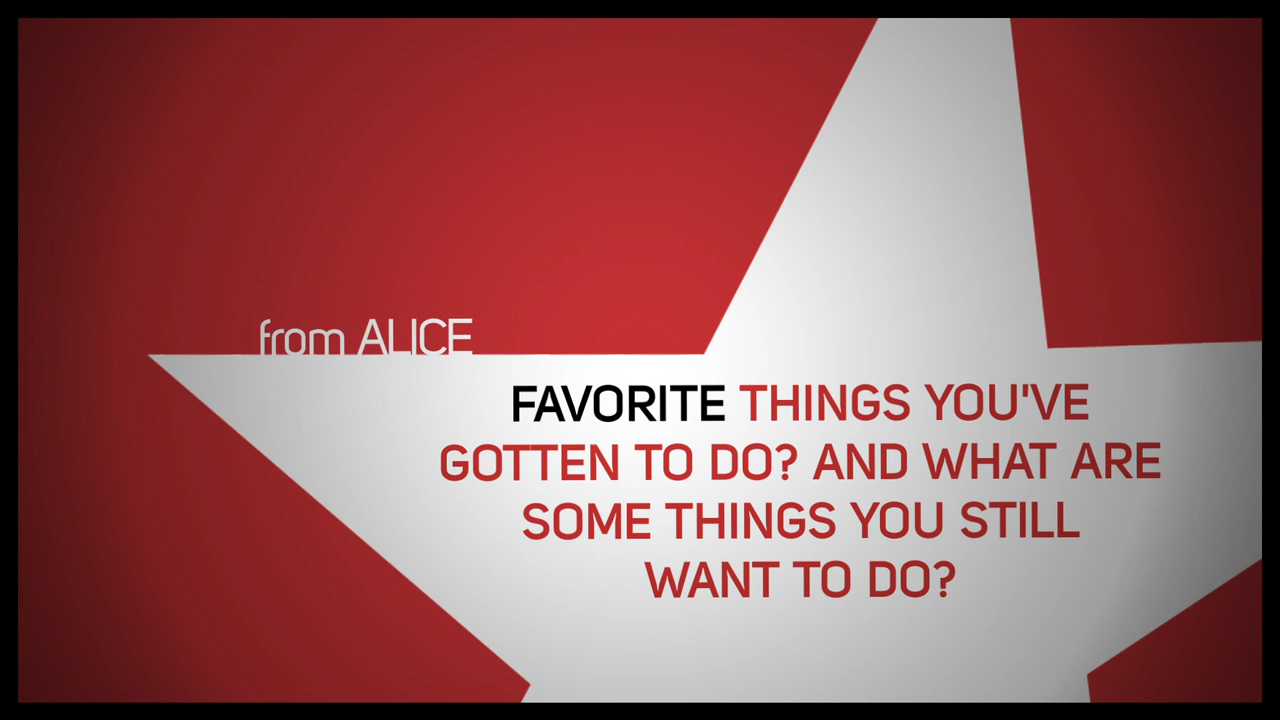 from ALICE
FAVORITE THINGS YOU'VE
GOTTEN TO DO? AND WHAT ARE
SOME THINGS YOU STILL
WANT TO DO?